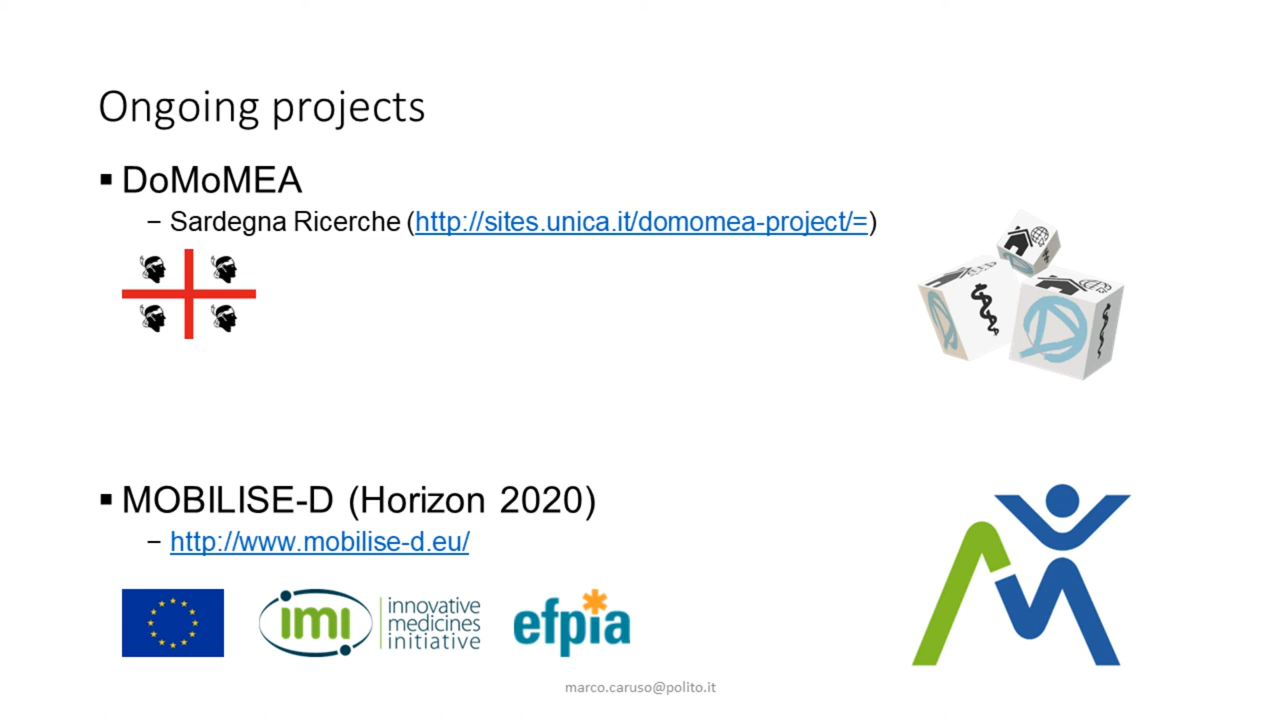 Ongoing projects
▪ DoMoMEA
– Sardegna Ricerche (http://sites.unica.it/domomea-project/=)
▪ MOBILISE-D (Horizon 2020)
– http://www.mobilise-d.eu/
imi innovative
medicines
initiative
efpia
marco.caruso@polito.it